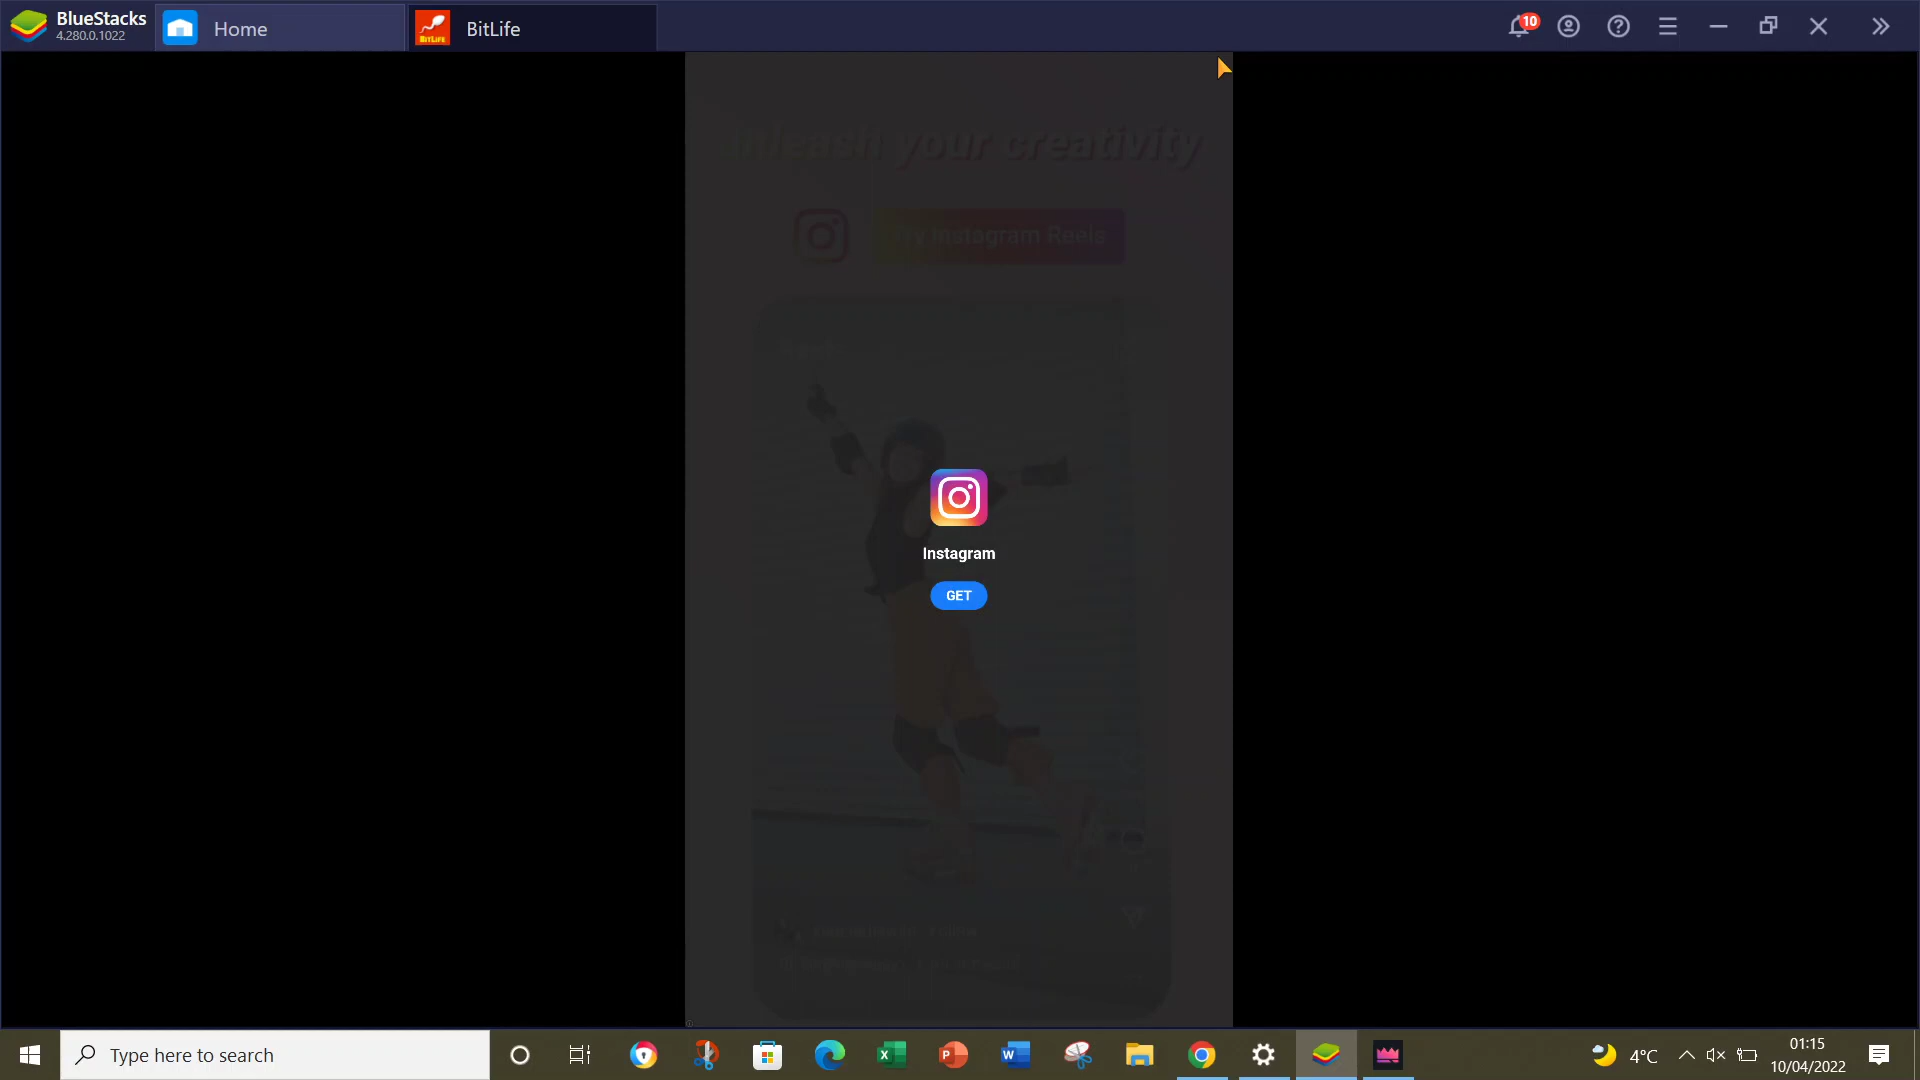 BlueStacks
4.280.0.1022
Home
BITLIFE
BitLife
10
Unleash your creativity
Try Instagram Reels
Instagram
GET
Type here to search
4°C
01:15
10/04/2022